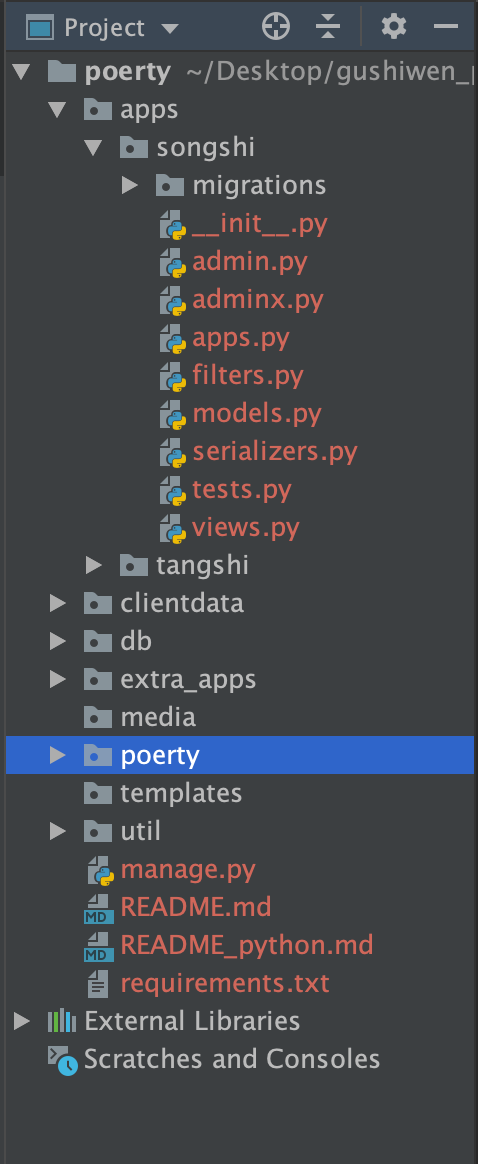 Project
poerty ~/Desktop/gushiwen_
apps
songshi
migrations
__init__.py
admin.py
adminx.py
apps.py
filters.py
models.py
serializers.py
tests.py
views.py
tangshi
clientdata
db
extra_apps
media
poerty
templates
util
manage.py
MD README.md
MD README_python.md
requirements.txt
External Libraries
Scratches and Consoles